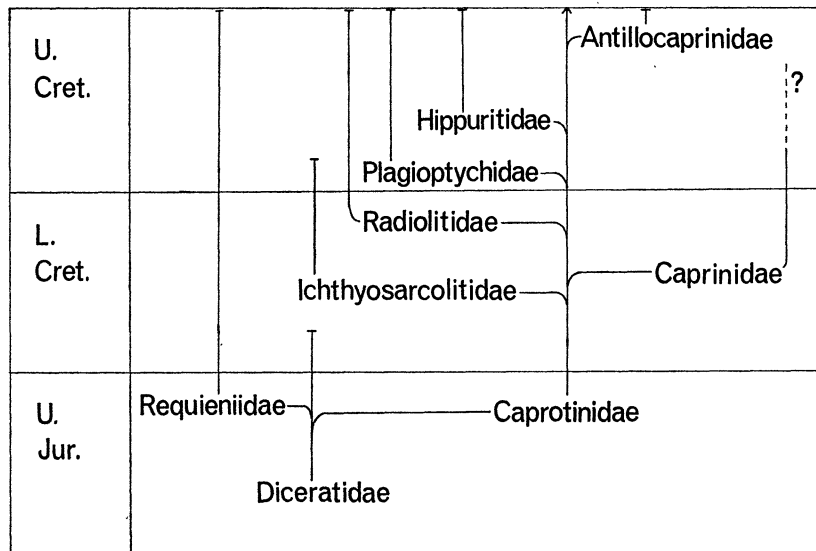 U.
Cret.
Antillocaprinidae
?
Hippuritidae
Plagioptychidae
L.
Cret.
Radiolitidae
Caprinidae
Ichthyosarcolitidae
U.
Jur.
Requieniidae
Caprotinidae
Diceratidae